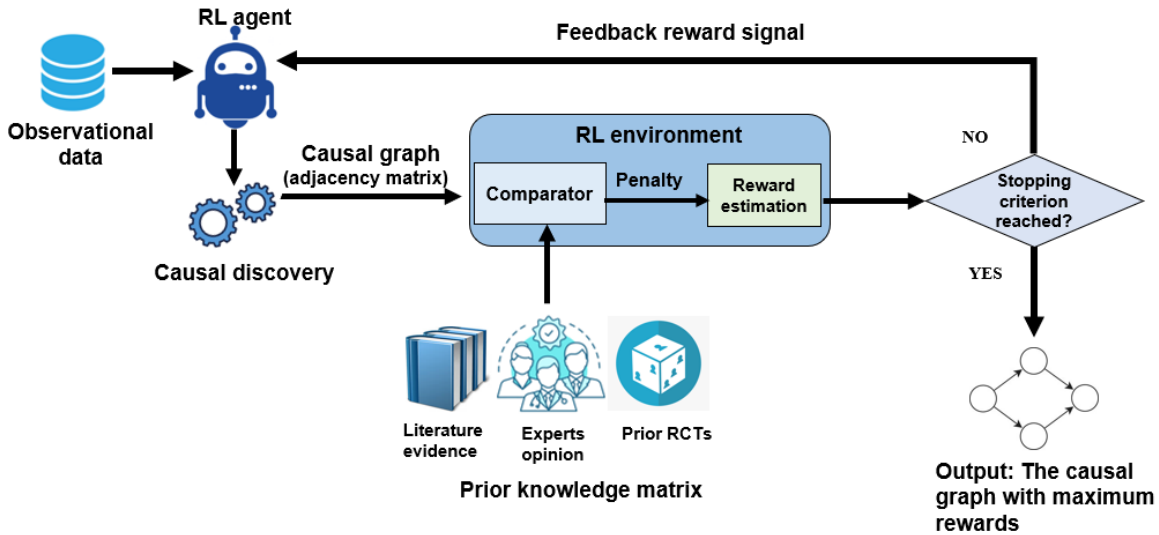 RL agent
Feedback reward signal
Observational
data
Causal graph
(adjacency matrix)
RL environment
Comparator
Penalty
Reward
estimation
NO
Stopping
criterion
reached?
YES
Causal discovery
Literature
evidence
Experts
opinion
Prior RCTs
Prior knowledge matrix
Output: The causal
graph with maximum
rewards